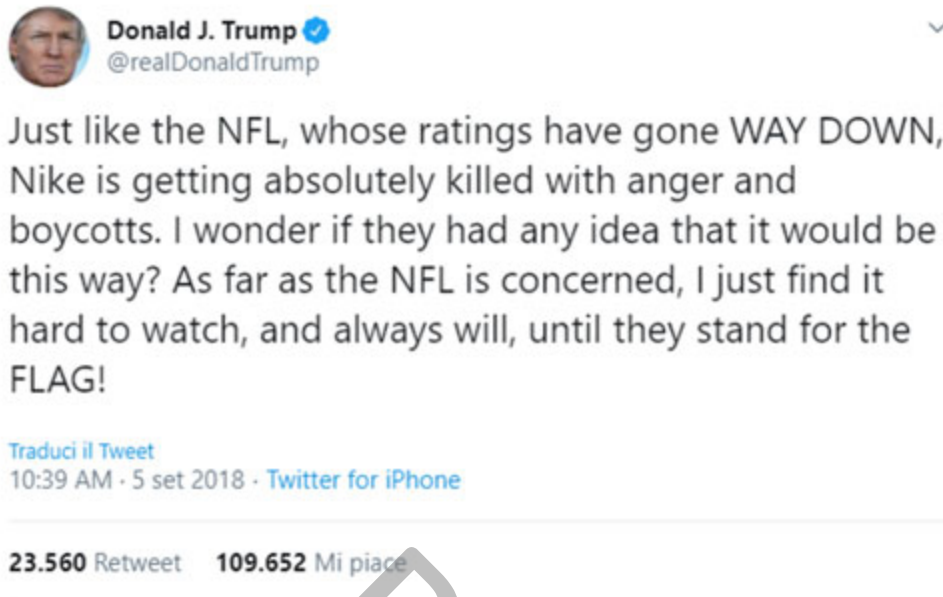 Donald J. Trump
@realDonaldTrump
Just like the NFL, whose ratings have gone WAY DOWN,
Nike is getting absolutely killed with anger and
boycotts. I wonder if they had any idea that it would be
this way? As far as the NFL is concerned, I just find it
hard to watch, and always will, until they stand for the
FLAG!
Traduci il Tweet
10:39 AM · 5 set 2018 · Twitter for iPhone
23.560 Retweet 109.652 Mi piace